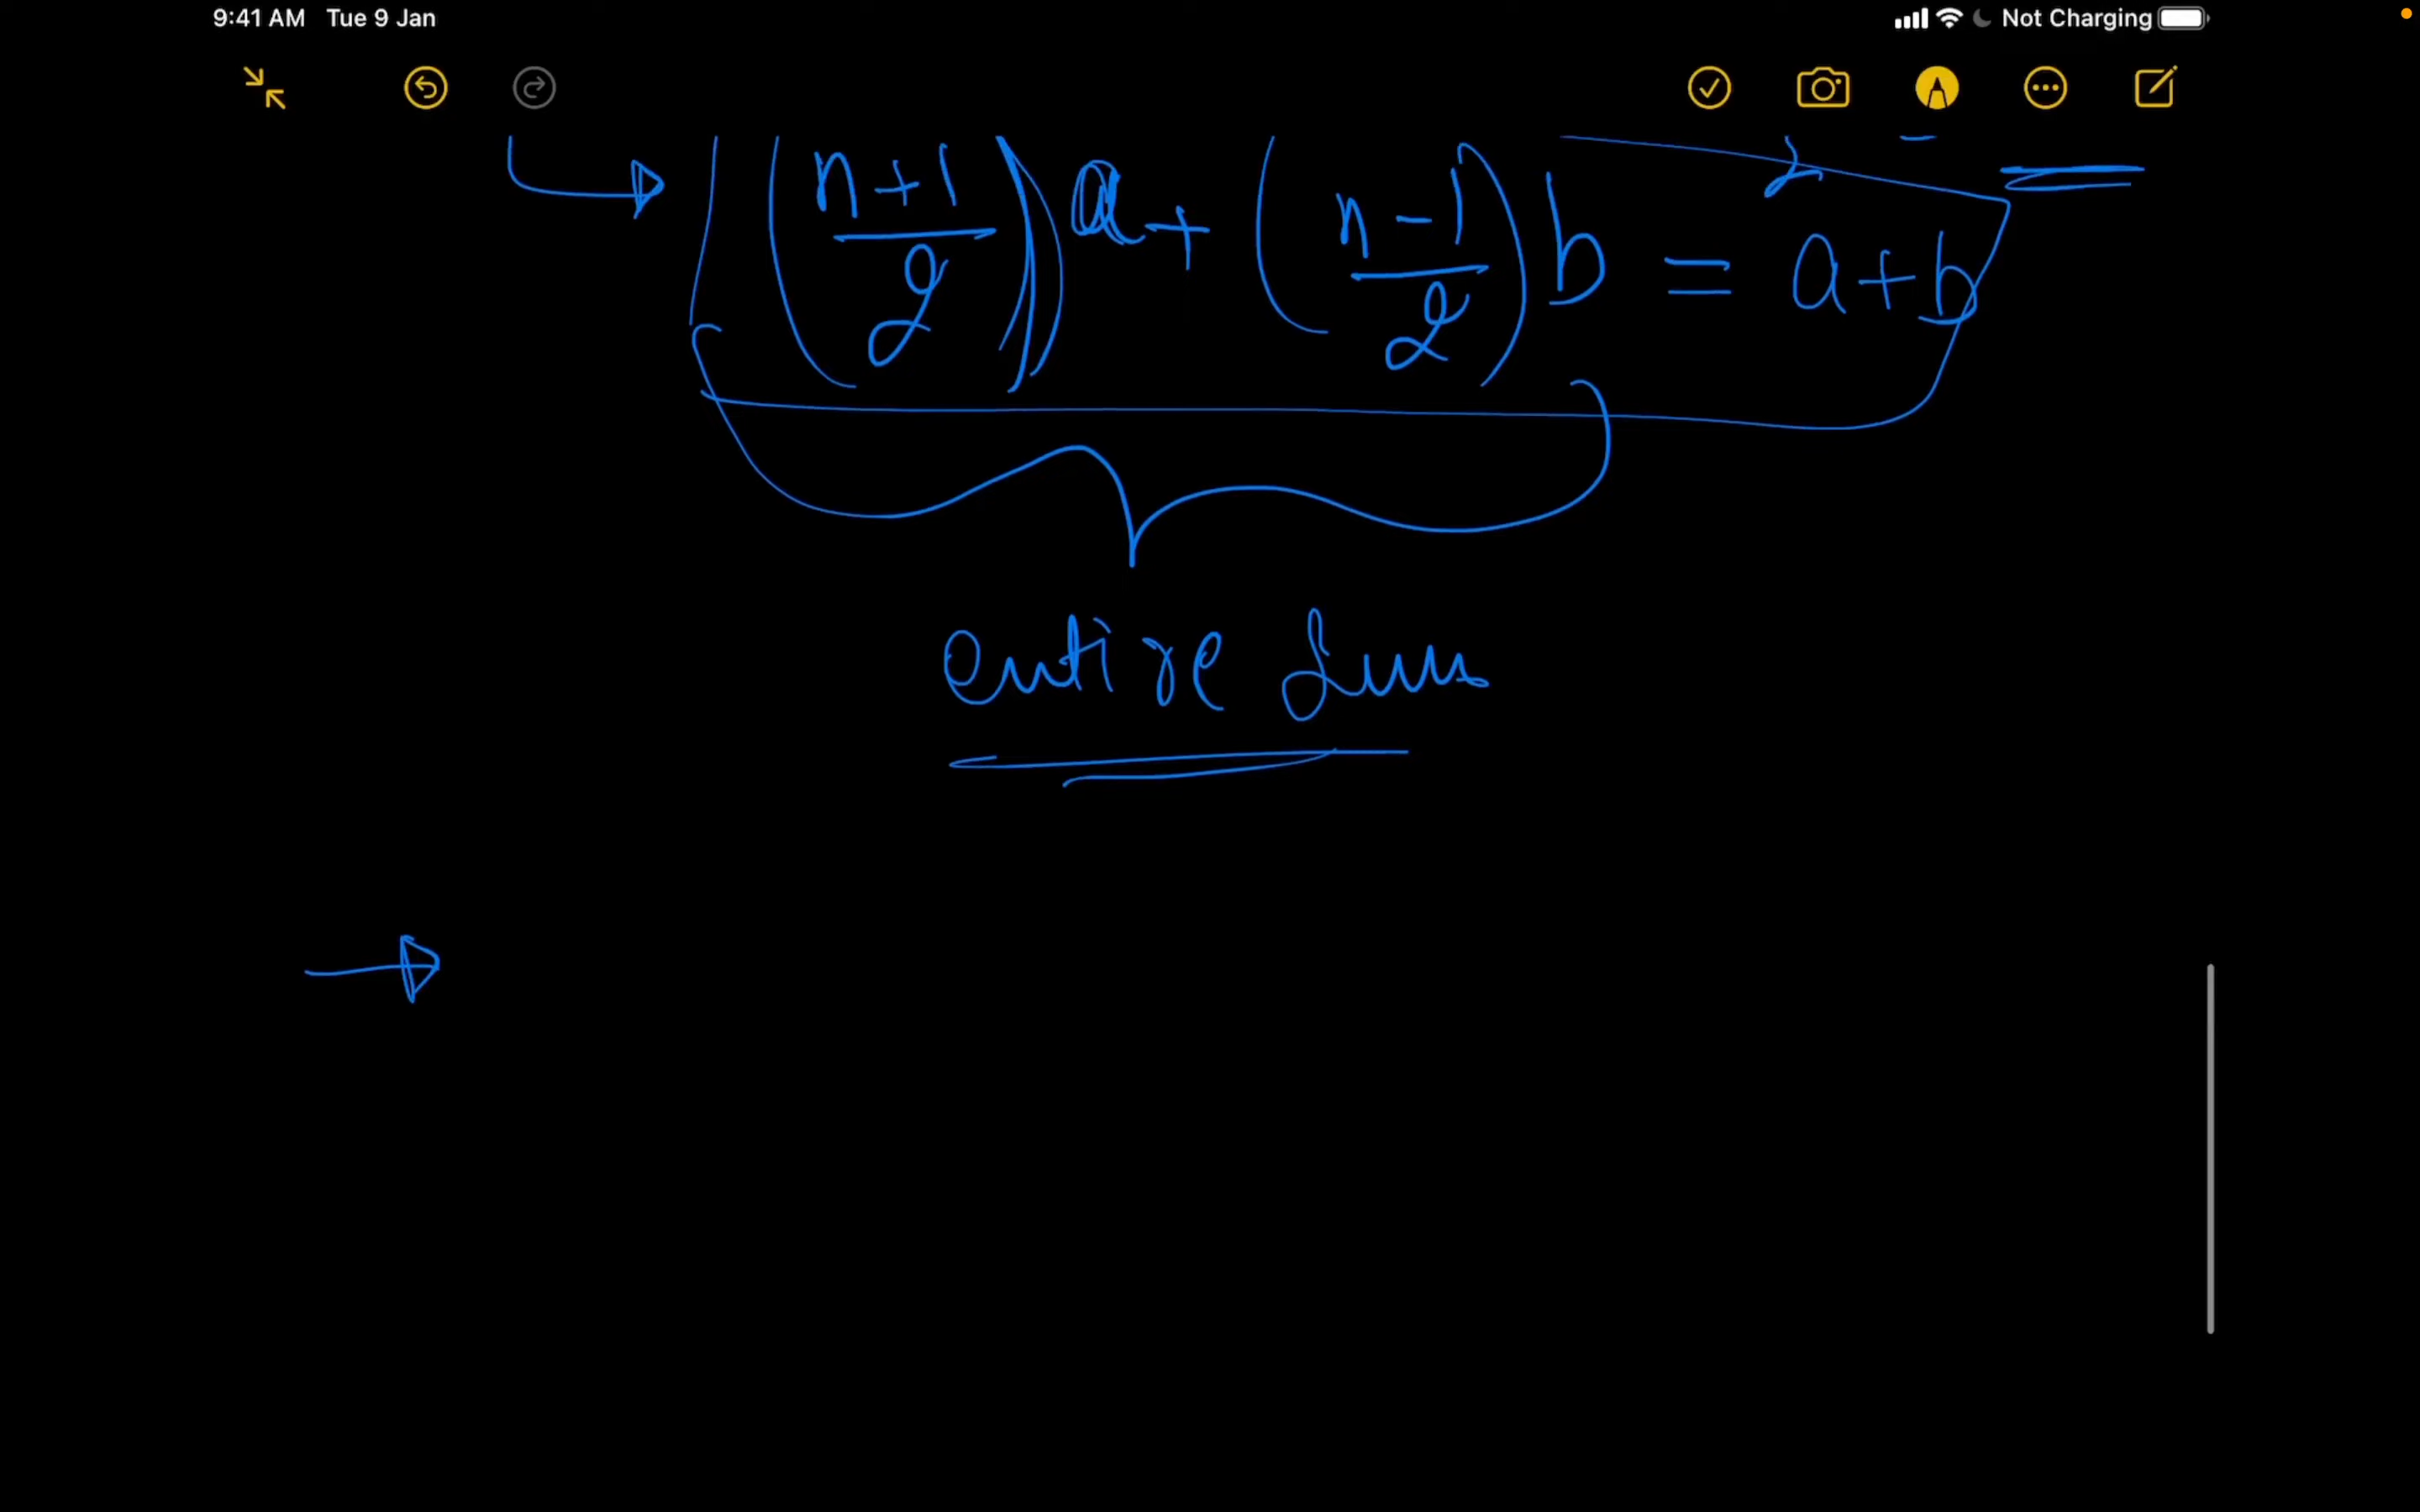 9:41 AM Tue 9 Jan
Not Charging
(n+1/2)a + (n-1/2)b = a+b
entire sum